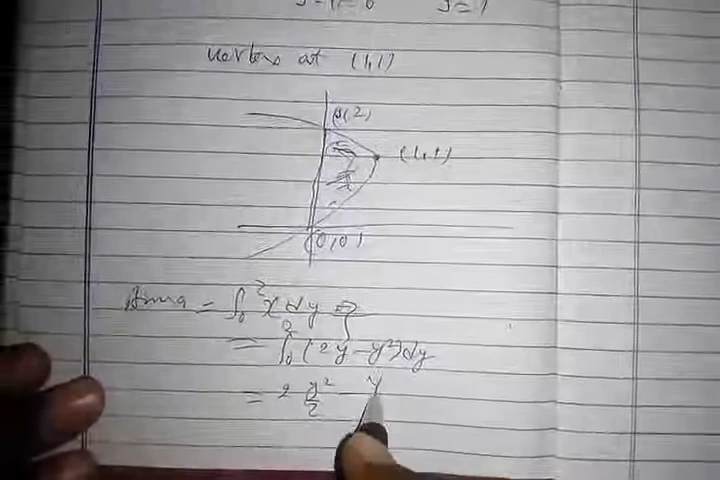 y = 1
vertex at (1,1)
(0,2)
(1,1)
(0,0)
Area = ∫₀² x dy
= ∫₀² (2y - y²) dy
= 2 y²/2 - y